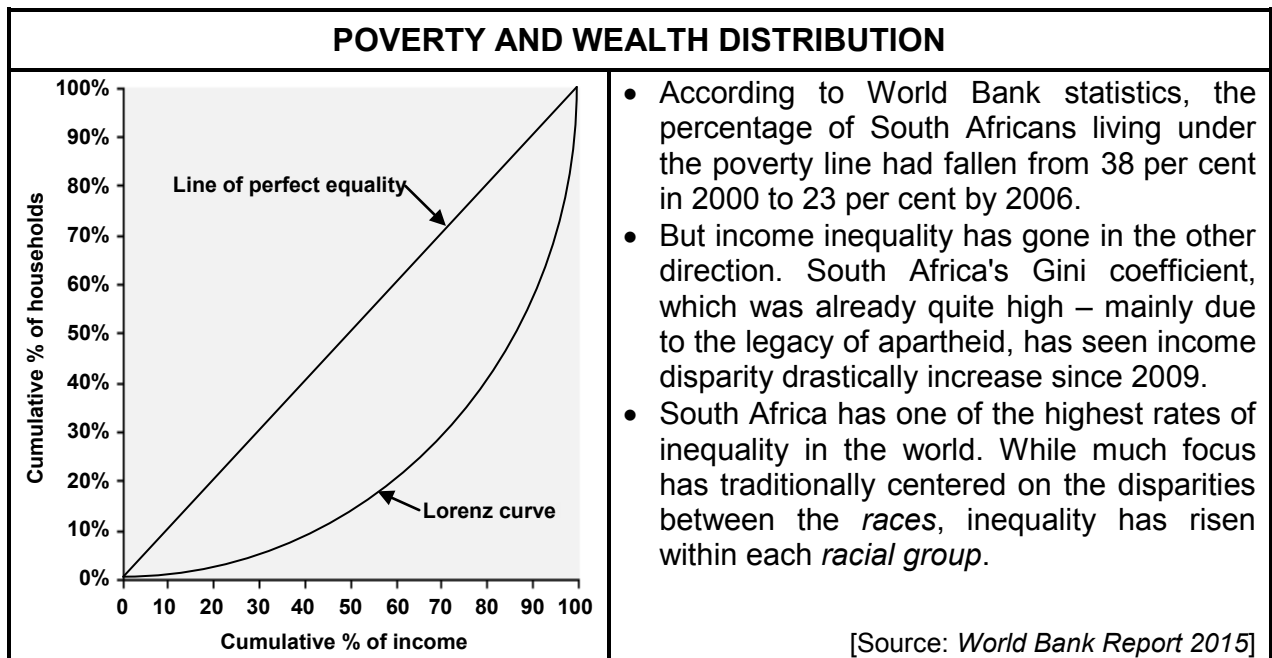 POVERTY AND WEALTH DISTRIBUTION
100%
90%
80%
70%
60%
50%
40%
30%
20%
10%
0%
Cumulative % of households
Line of perfect equality
Lorenz curve
0 10 20 30 40 50 60 70 80 90 100
Cumulative % of income
• According to World Bank statistics, the
percentage of South Africans living under
the poverty line had fallen from 38 per cent
in 2000 to 23 per cent by 2006.
• But income inequality has gone in the other
direction. South Africa's Gini coefficient,
which was already quite high – mainly due
to the legacy of apartheid, has seen income
disparity drastically increase since 2009.
• South Africa has one of the highest rates of
inequality in the world. While much focus
has traditionally centered on the disparities
between the races, inequality has risen
within each racial group.
[Source: World Bank Report 2015]